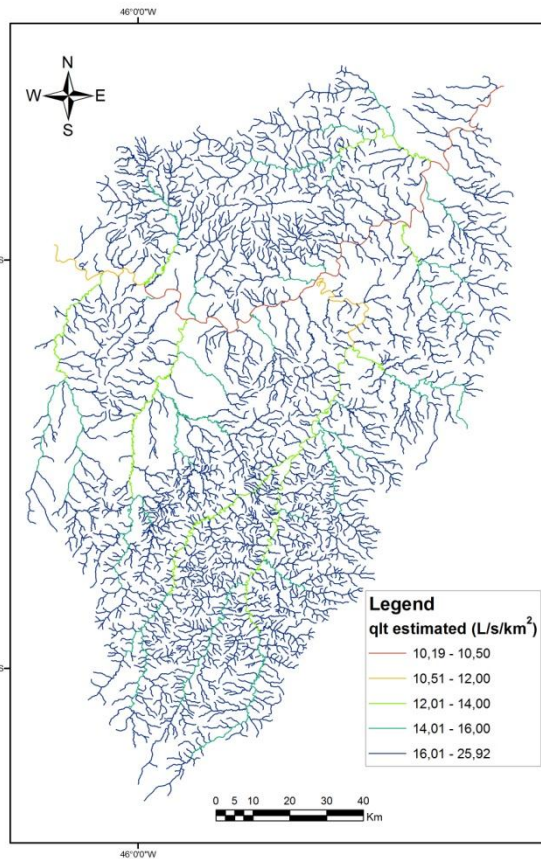 46°0'0"W
N
W E
S
S
S
Legend
qlt estimated (L/s/km²)
10,19 - 10,50
10,51 - 12,00
12,01 - 14,00
14,01 - 16,00
16,01 - 25,92
0 5 10 20 30 40
Km
46°0'0"W